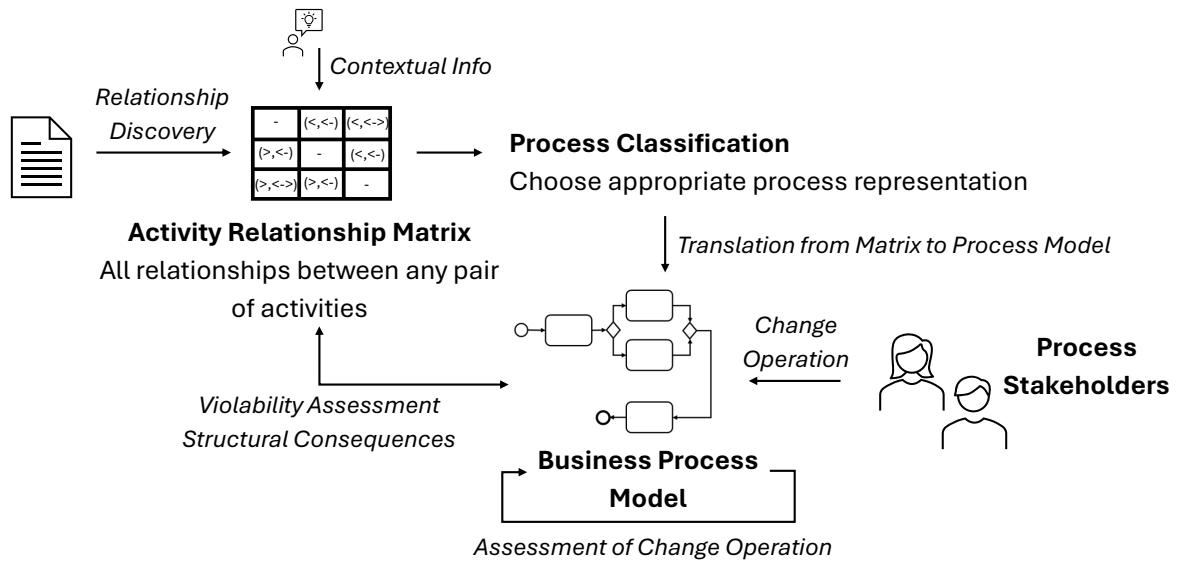 Contextual Info
Relationship
Discovery
- (<,<-) (<,<->)
(>,<-) - (<,<-)
(>,<->) (>,<-) -
Process Classification
Choose appropriate process representation
Activity Relationship Matrix
All relationships between any pair
of activities
Translation from Matrix to Process Model
Change
Operation
Process
Stakeholders
Violability Assessment
Structural Consequences
Business Process
Model
Assessment of Change Operation